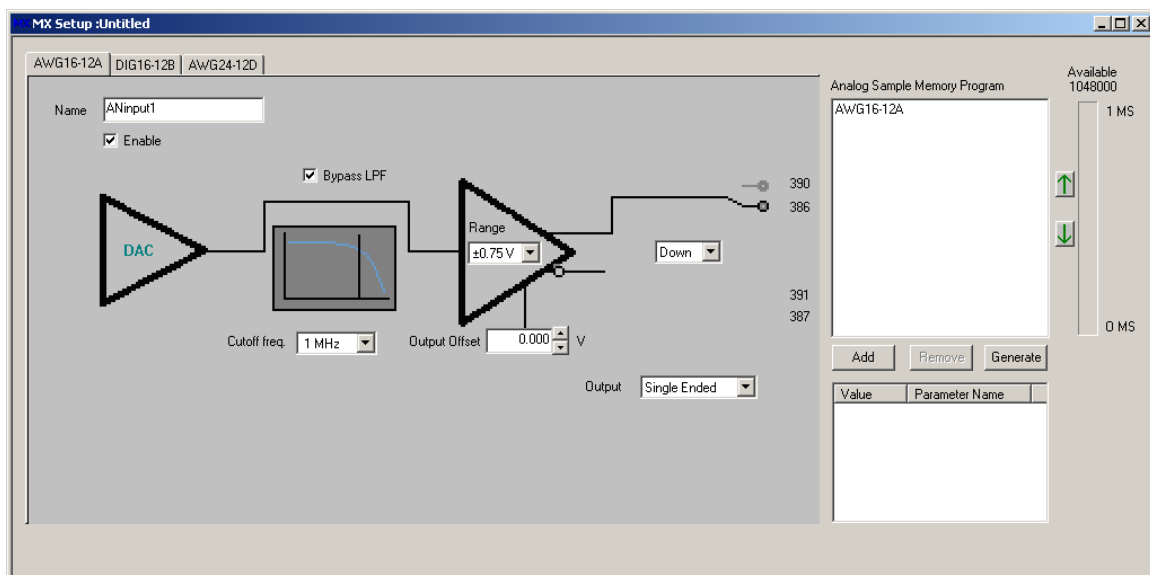 MX Setup :Untitled
AWG16-12A DIG16-12B AWG24-12D
Name ANinput1
Enable
Bypass LPF
DAC
Range
±0.75 V
390
386
Down
391
387
Cutoff freq. 1 MHz
Output Offset 0.000 V
Output Single Ended
Analog Sample Memory Program
AWG16-12A
Available
1048000
1 MS
0 MS
Add Remove Generate
Value Parameter Name